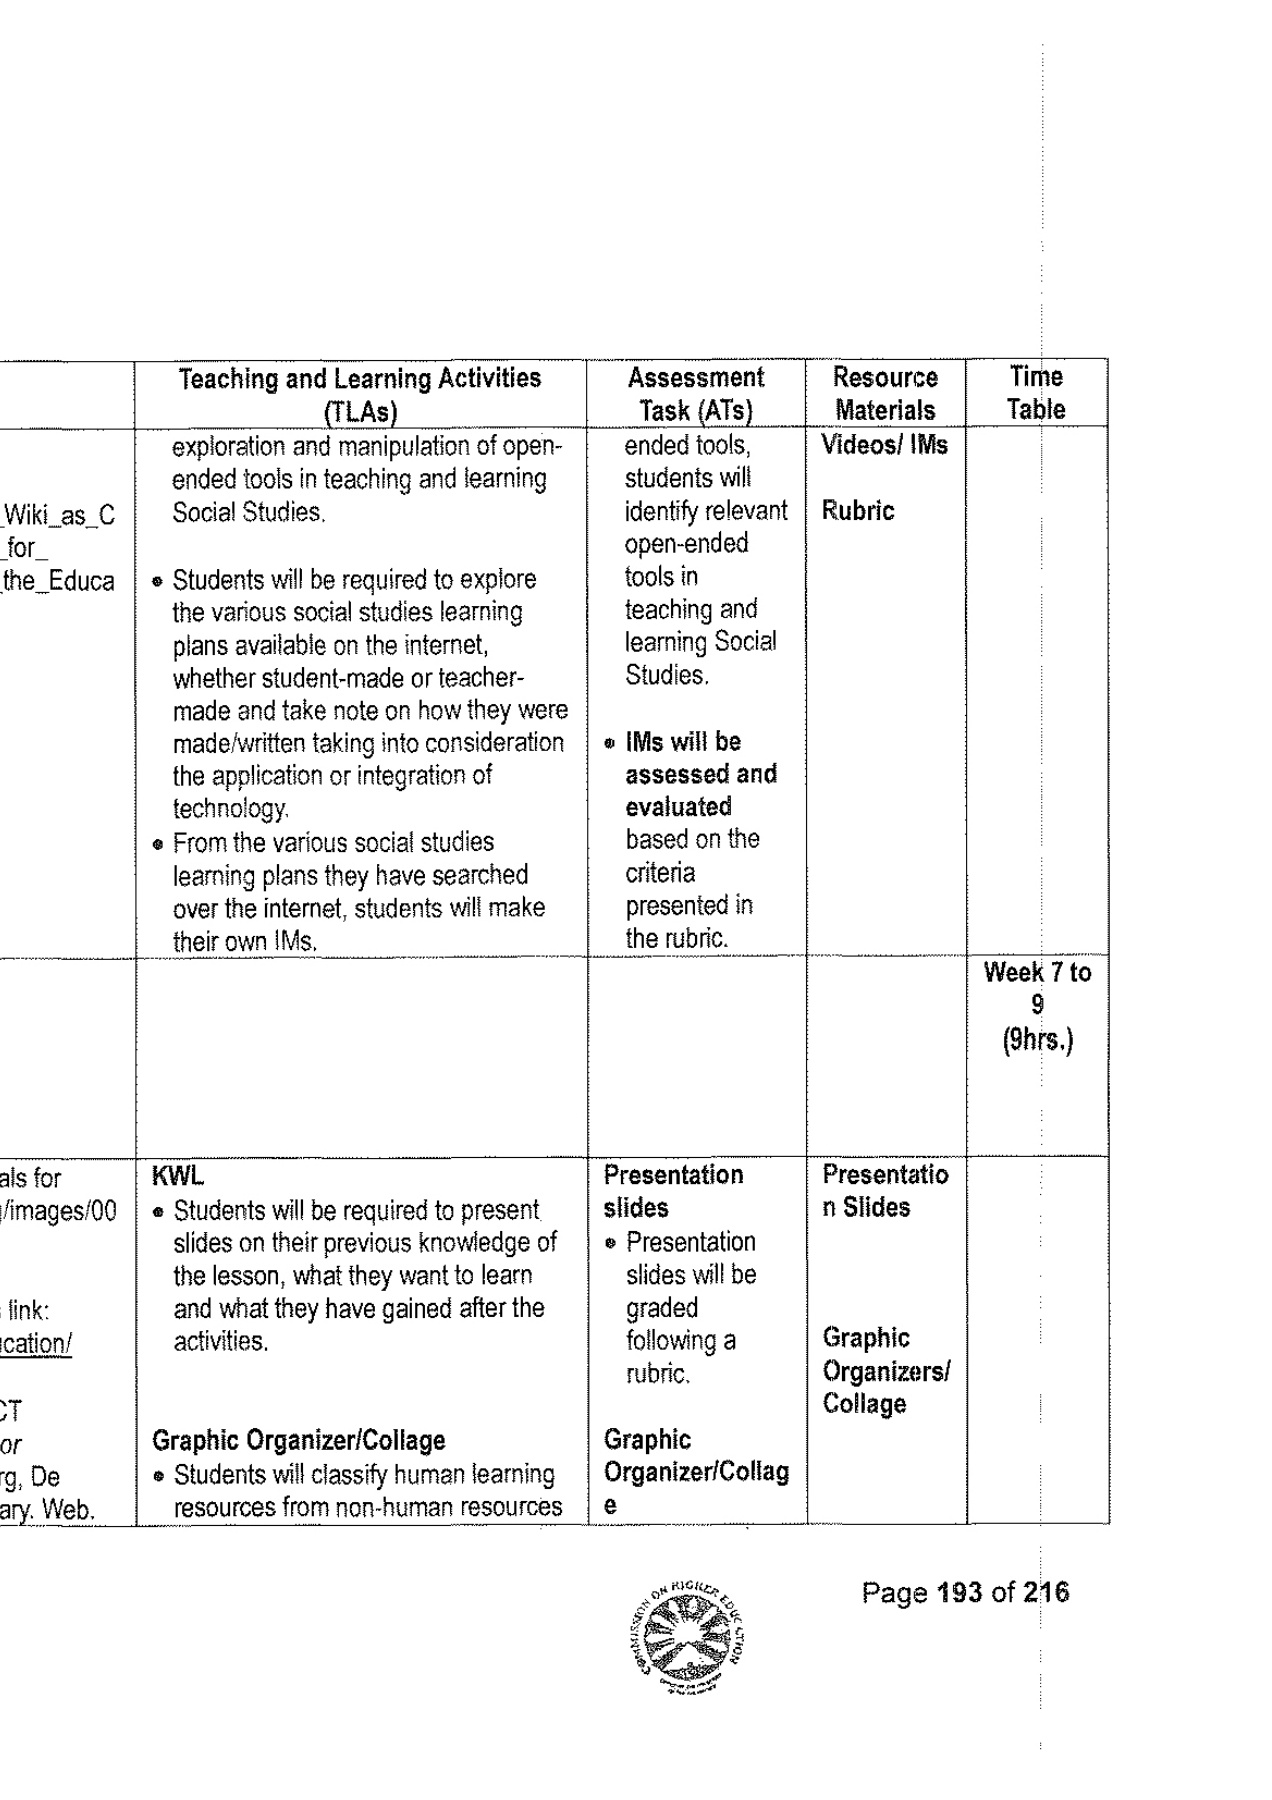 Teaching and Learning Activities
(TLAs)
Assessment
Task (ATs)
Resource
Materials
Time
Table
_Wiki_as_C
_for_
_the_Educa
exploration and manipulation of open-
ended tools in teaching and learning
Social Studies.
• Students will be required to explore
the various social studies learning
plans available on the internet,
whether student-made or teacher-
made and take note on how they were
made/written taking into consideration
the application or integration of
technology.
• From the various social studies
learning plans they have searched
over the internet, students will make
their own IMs.
ended tools,
students will
identify relevant
open-ended
tools in
teaching and
learning Social
Studies.
• IMs will be
assessed and
evaluated
based on the
criteria
presented in
the rubric.
Videos/ IMs
Rubric
Week 7 to
9
(9hrs.)
als for
/images/00
link:
cation/
CT
or
rg, De
ary. Web.
KWL
• Students will be required to present
slides on their previous knowledge of
the lesson, what they want to learn
and what they have gained after the
activities.
Graphic Organizer/Collage
• Students will classify human learning
resources from non-human resources
Presentation
slides
• Presentation
slides will be
graded
following a
rubric.
Graphic
Organizer/Collag
e
Presentatio
n Slides
Graphic
Organizers/
Collage
COMMISSION ON HIGHER EDUCATION
Page 193 of 216